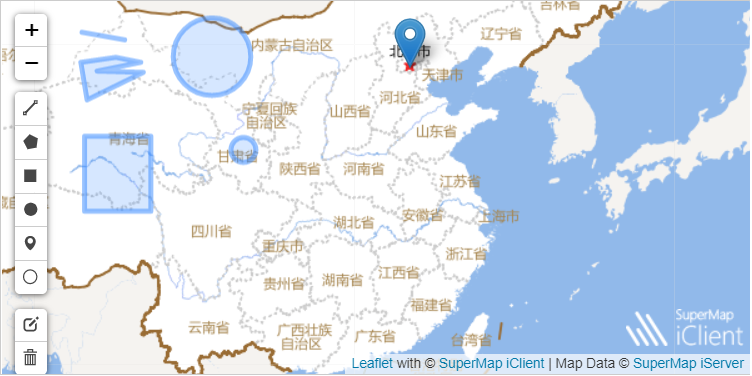 +
−
吉林省
辽宁省
内蒙古自治区
北 市
天津市
河北省
宁夏回族
自治区
山西省
山东省
青海省
甘肃省
陕西省
河南省
江苏省
四川省
湖北省
安徽省
上海市
重庆市
浙江省
贵州省
湖南省
江西省
福建省
云南省
广西壮族
自治区
广东省
台湾省
SuperMap
iClient
Leaflet with © SuperMap iClient | Map Data © SuperMap iServer